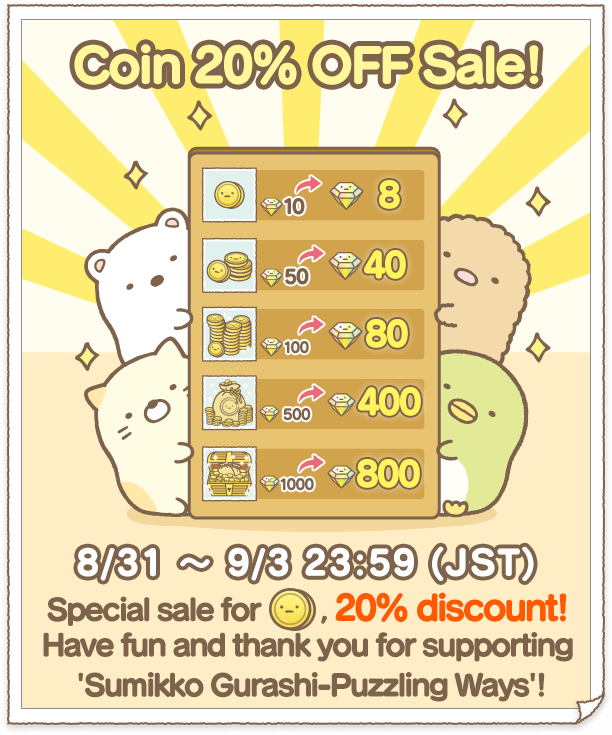 Coin 20% OFF Sale!
10 8
50 40
100 80
500 400
1000 800
8/31 ～ 9/3 23:59 (JST)
Special sale for , 20% discount!
Have fun and thank you for supporting
'Sumikko Gurashi-Puzzling Ways'!